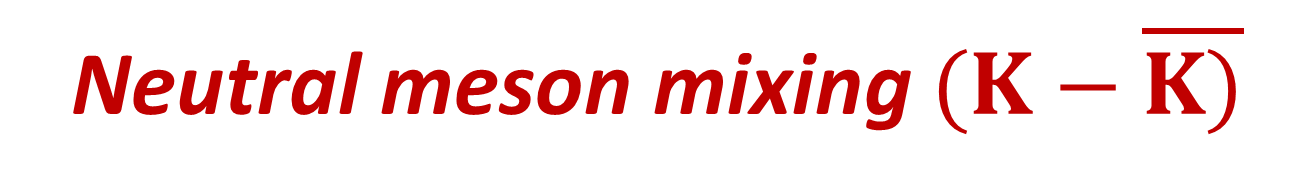 Neutral meson mixing (K − K̅)